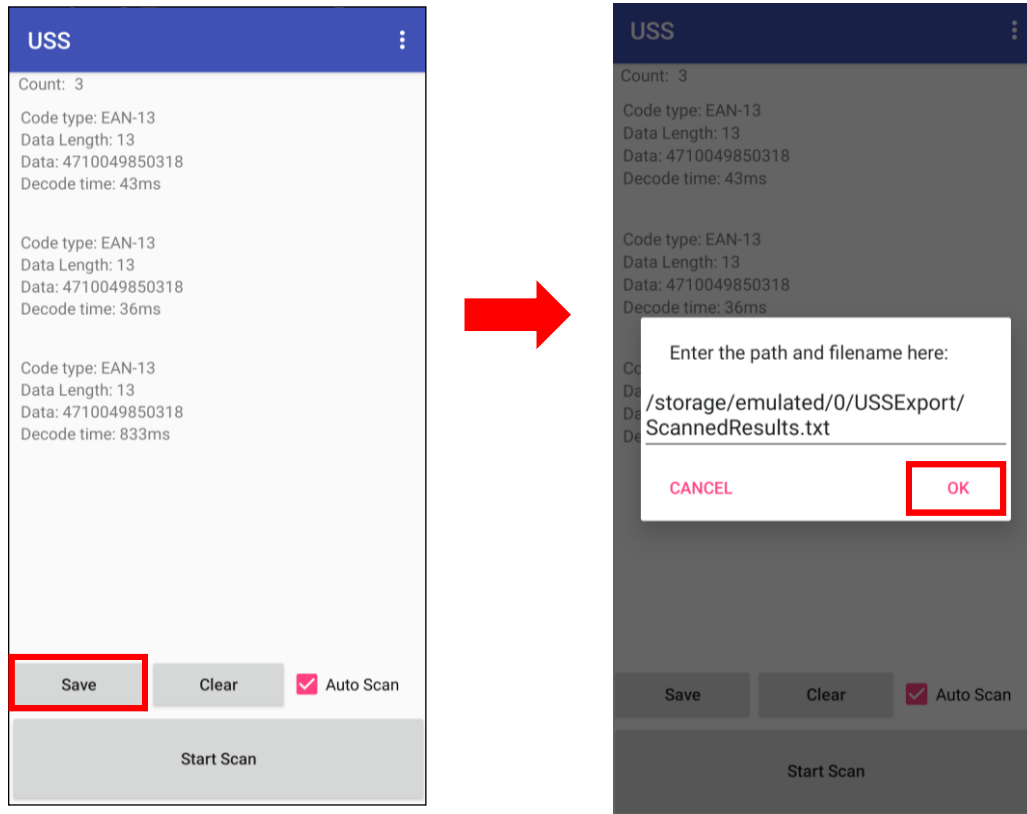 USS
Count: 3
Code type: EAN-13
Data Length: 13
Data: 4710049850318
Decode time: 43ms
Code type: EAN-13
Data Length: 13
Data: 4710049850318
Decode time: 36ms
Code type: EAN-13
Data Length: 13
Data: 4710049850318
Decode time: 833ms
Save
Clear
Auto Scan
Start Scan
USS
Count: 3
Code type: EAN-13
Data Length: 13
Data: 4710049850318
Decode time: 43ms
Code type: EAN-13
Data Length: 13
Data: 4710049850318
Decode time: 36ms
Co
Da
Da
De
Enter the path and filename here:
/storage/emulated/0/USSExport/
ScannedResults.txt
CANCEL
OK
Save
Clear
Auto Scan
Start Scan